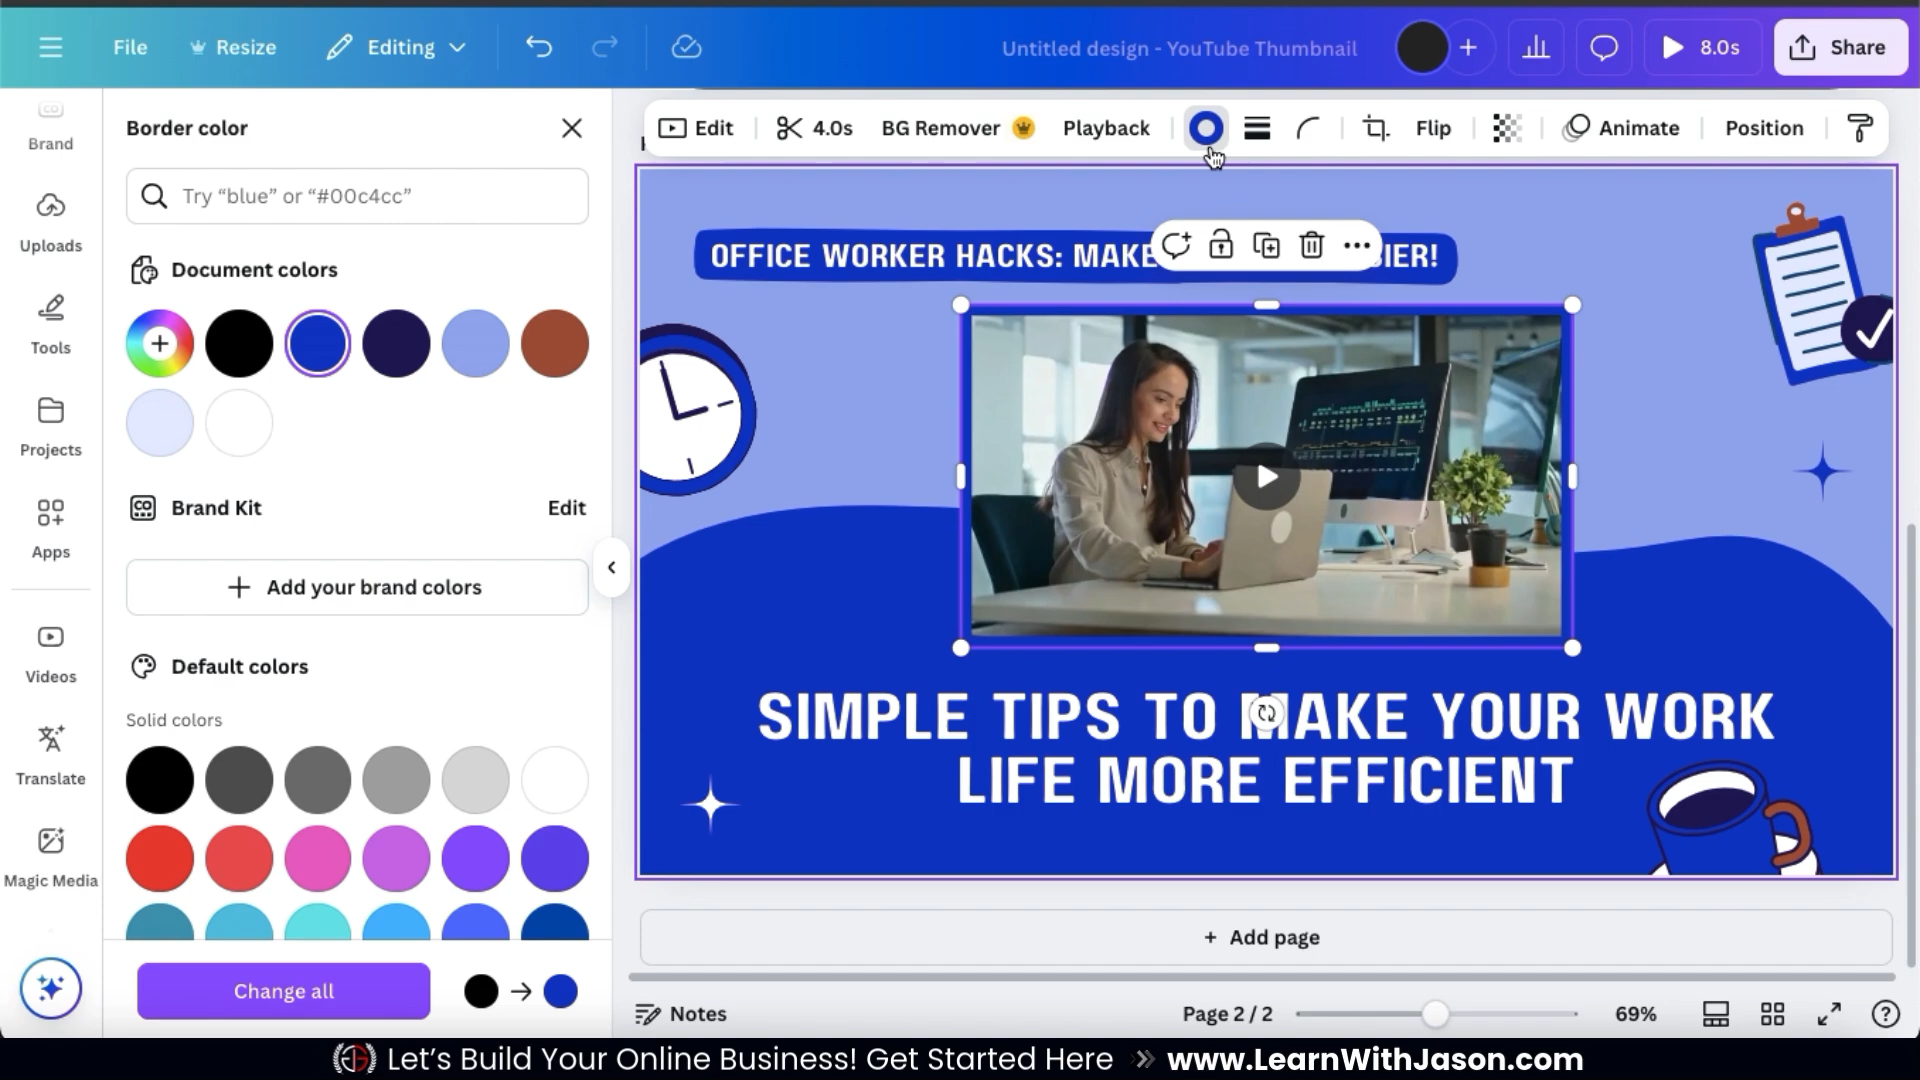 File
Resize
Editing
Untitled design - YouTube Thumbnail
8.0s
Share
Brand
Uploads
Tools
Projects
Apps
Videos
Translate
Magic Media
Border color
Try “blue” or “#00c4cc”
Document colors
Brand Kit
Edit
Add your brand colors
Default colors
Solid colors
Change all
Edit
4.0s
BG Remover
Playback
Flip
Animate
Position
OFFICE WORKER HACKS: MAKE
IER!
SIMPLE TIPS TO MAKE YOUR WORK
LIFE MORE EFFICIENT
+ Add page
Notes
Page 2 / 2
69%
Let’s Build Your Online Business! Get Started Here
www.LearnWithJason.com